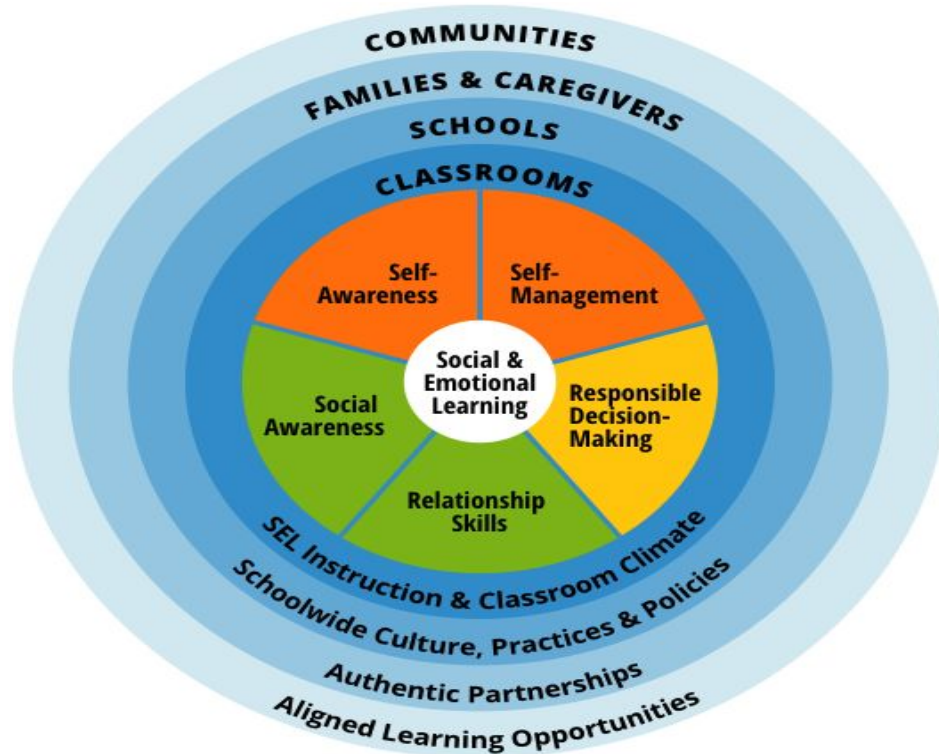 COMMUNITIES
FAMILIES & CAREGIVERS
SCHOOLS
CLASSROOMS
Self-
Awareness
Self-
Management
Social &
Emotional
Learning
Social
Awareness
Responsible
Decision-
Making
Relationship
Skills
SEL Instruction & Classroom Climate
Schoolwide Culture, Practices & Policies
Authentic Partnerships
Aligned Learning Opportunities